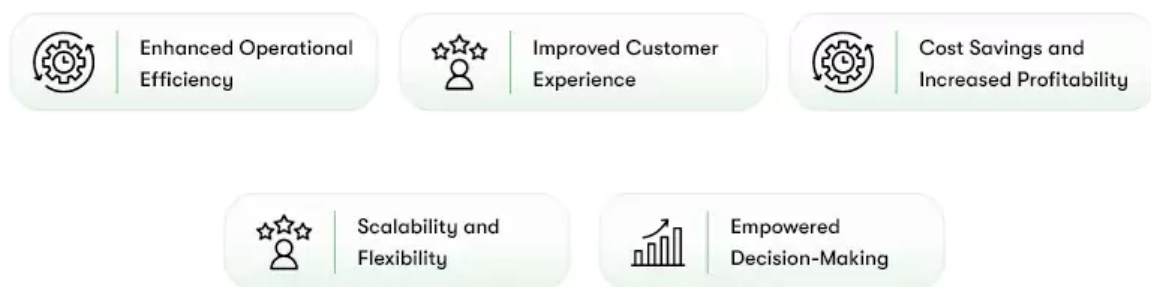 Enhanced Operational
Efficiency
Improved Customer
Experience
Cost Savings and
Increased Profitability
Scalability and
Flexibility
Empowered
Decision-Making